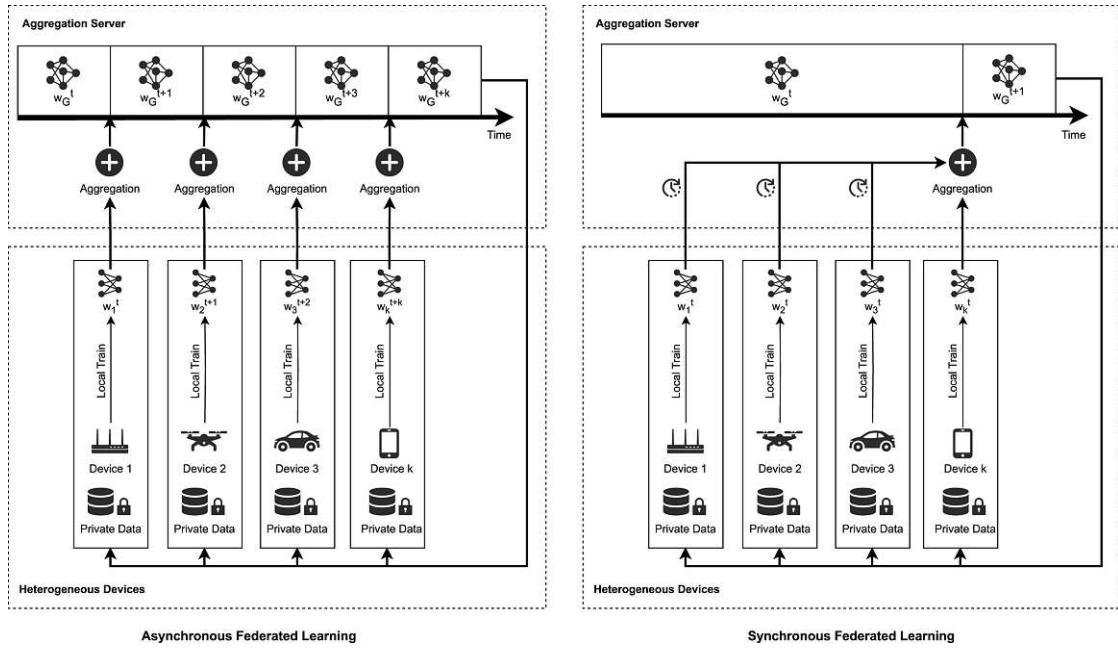 Aggregation Server
w_G^t
w_G^t+1
w_G^t+2
w_G^t+3
w_G^t+k
Time
Aggregation
Aggregation
Aggregation
Aggregation
w_1^t
w_2^t+1
w_3^t+2
w_k^t+k
Local Train
Local Train
Local Train
Local Train
Device 1
Device 2
Device 3
Device k
Private Data
Private Data
Private Data
Private Data
Heterogeneous Devices
Asynchronous Federated Learning
Aggregation Server
w_G^t
w_G^t+1
Time
Aggregation
w_1^t
w_2^t
w_3^t
w_k^t
Local Train
Local Train
Local Train
Local Train
Device 1
Device 2
Device 3
Device k
Private Data
Private Data
Private Data
Private Data
Heterogeneous Devices
Synchronous Federated Learning